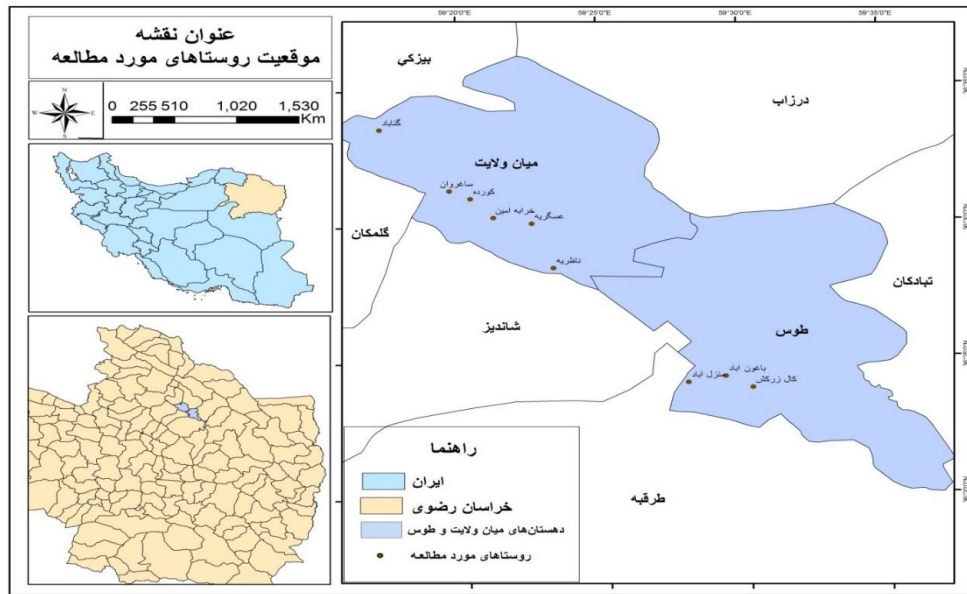 عنوان نقشه
موقعیت روستاهای مورد مطالعه
N
W E
S
0 255 510 1,020 1,530
Km
59°20'0"E 59°25'0"E 59°30'0"E 59°35'0"E
بیزکی
درزاب
گناباد
میان ولایت
ساغروان
کورده
خرابه امین
عسگریه
گلمکان
ناظریه
تبادکان
شاندیز
طوس
منزل اباد
باغون اباد
کال زرکش
طرقبه
راهنما
ایران
خراسان رضوی
دهستان‌های میان ولایت و طوس
روستاهای مورد مطالعه